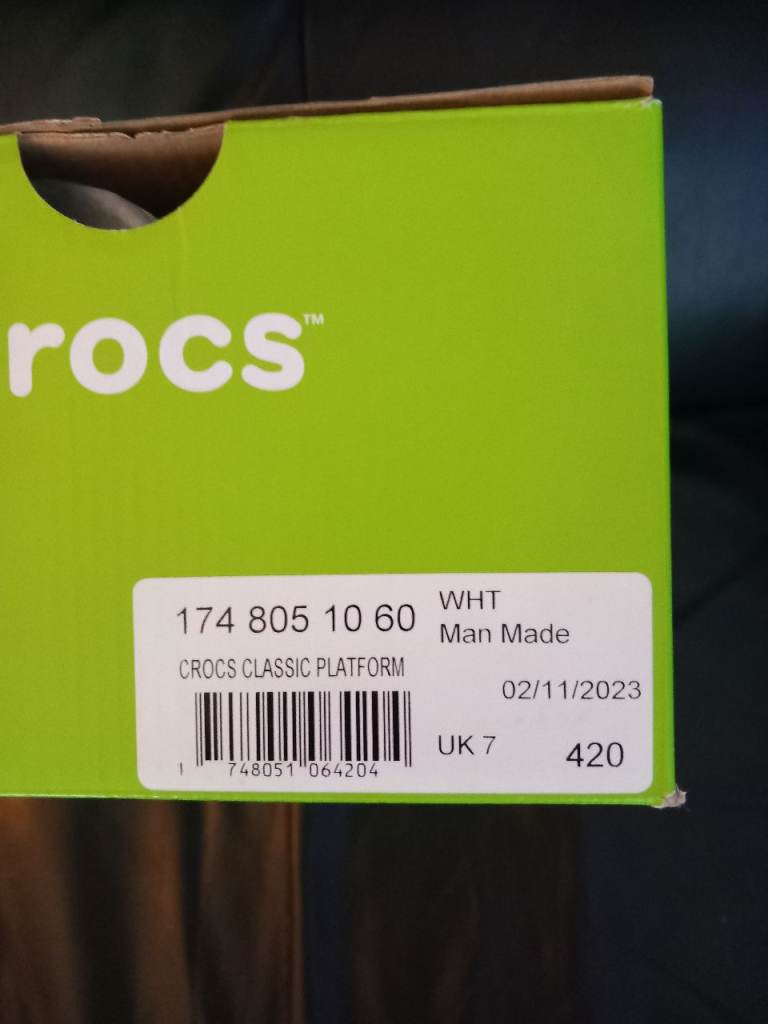 rocs™
174 805 10 60
WHT
Man Made
CROCS CLASSIC PLATFORM
02/11/2023
UK 7
420
1 748051 064204